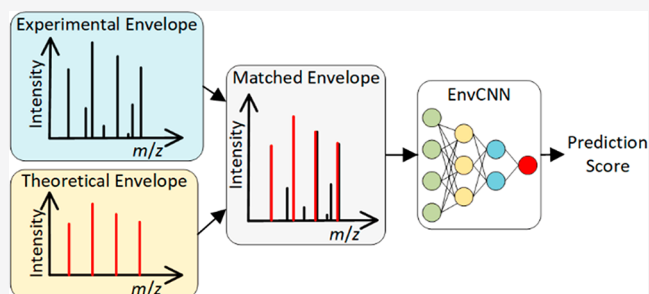 Experimental Envelope
Intensity
m/z
Theoretical Envelope
Intensity
m/z
Matched Envelope
Intensity
m/z
EnvCNN
Prediction
Score